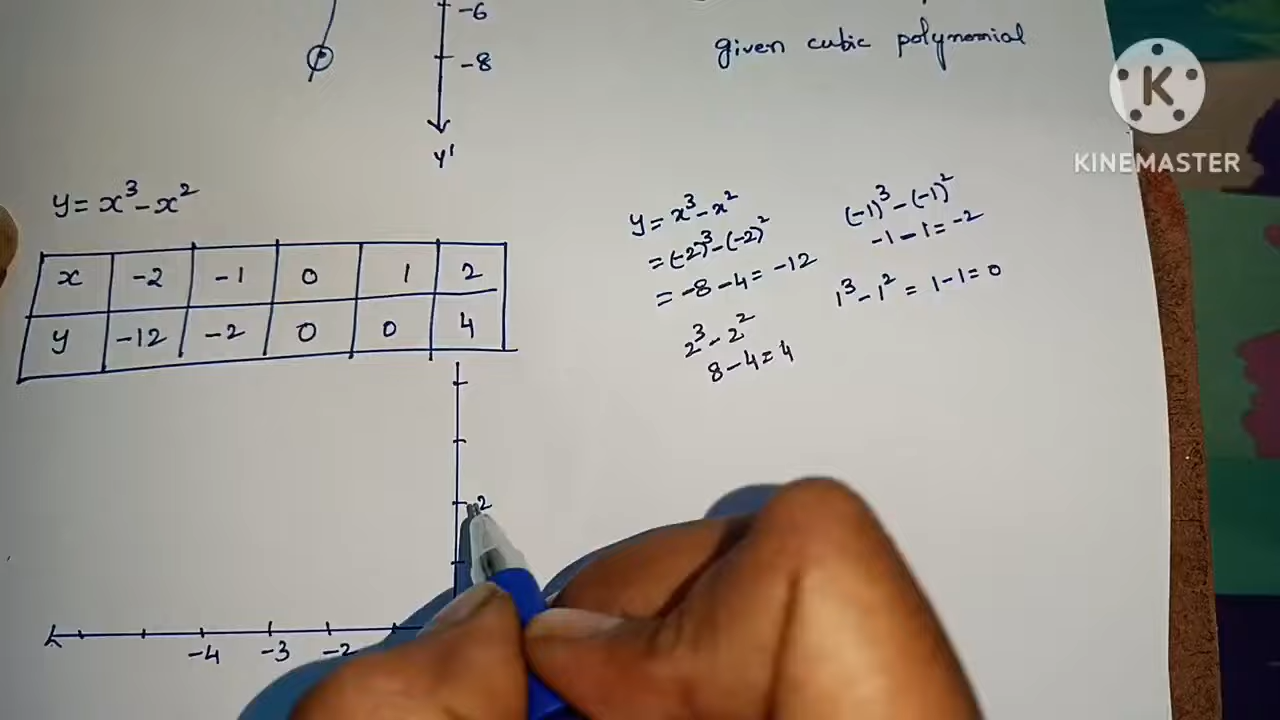 -6
-8
y'
given cubic polynomial
K
KINEMASTER
y = x³ - x²
x -2 -1 0 1 2
y -12 -2 0 0 4
y = x³ - x²
= (-2)³ - (-2)²
= -8 - 4 = -12
2³ - 2²
8 - 4 = 4
(-1)³ - (-1)²
-1 - 1 = -2
1³ - 1² = 1 - 1 = 0
2
-4 -3 -2